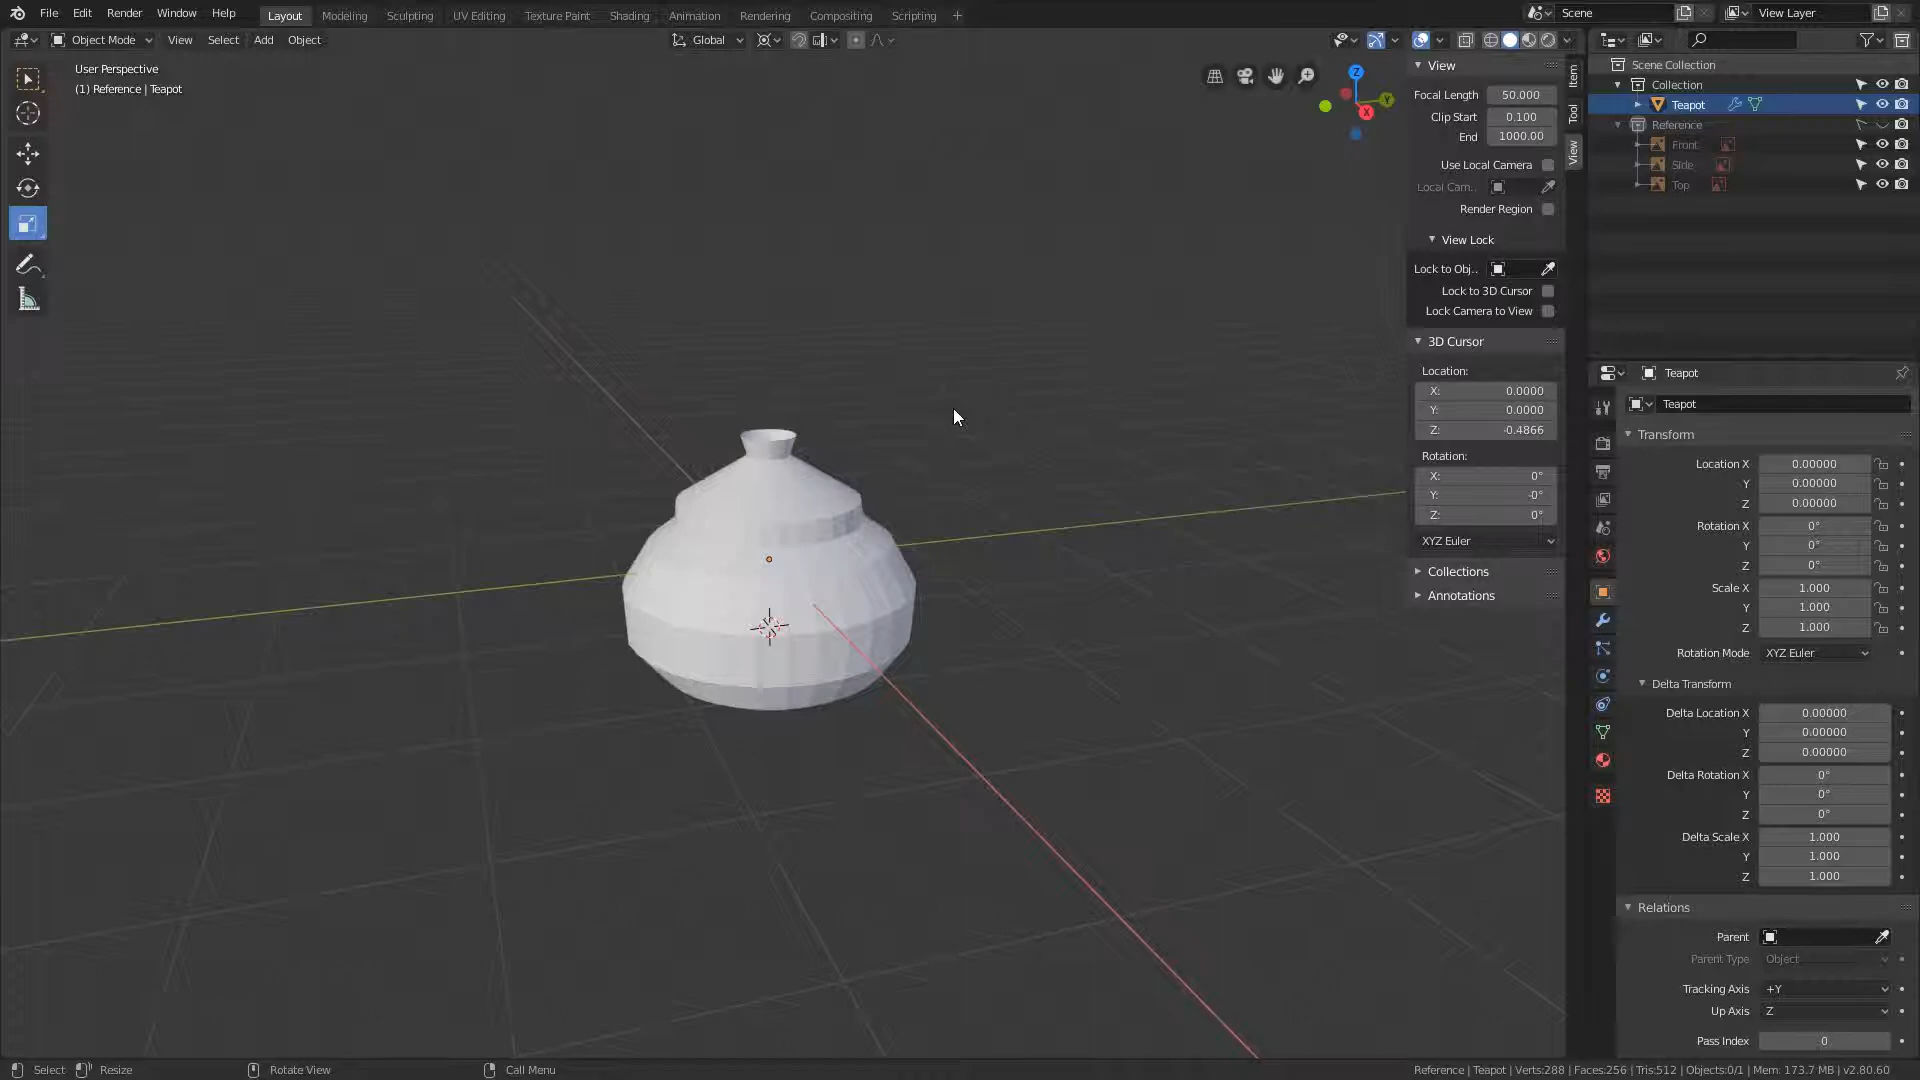 File Edit Render Window Help Layout Modeling Sculpting UV Editing Texture Paint Shading Animation Rendering Compositing Scripting + Scene View Layer
Object Mode View Select Add Object Global
User Perspective
(1) Reference | Teapot
Z
Y
X
View
Focal Length 50.000
Clip Start 0.100
End 1000.00
Use Local Camera
Local Cam..
Render Region
View Lock
Lock to Obj..
Lock to 3D Cursor
Lock Camera to View
3D Cursor
Location:
X: 0.0000
Y: 0.0000
Z: -0.4866
Rotation:
X: 0°
Y: -0°
Z: 0°
XYZ Euler
Collections
Annotations
Item
Tool
View
Scene Collection
Collection
Teapot
Reference
Front
Side
Top
Teapot
Teapot
Transform
Location X 0.00000
Y 0.00000
Z 0.00000
Rotation X 0°
Y 0°
Z 0°
Scale X 1.000
Y 1.000
Z 1.000
Rotation Mode XYZ Euler
Delta Transform
Delta Location X 0.00000
Y 0.00000
Z 0.00000
Delta Rotation X 0°
Y 0°
Z 0°
Delta Scale X 1.000
Y 1.000
Z 1.000
Relations
Parent
Parent Type Object
Tracking Axis +Y
Up Axis Z
Pass Index 0
Select Resize Rotate View Call Menu Reference | Teapot | Verts:288 | Faces:256 | Tris:512 | Objects:0/1 | Mem: 173.7 MB | v2.80.60